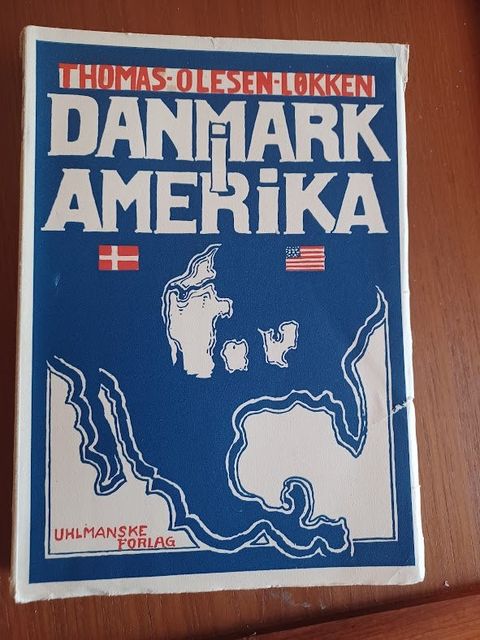 THOMAS-OLESEN-LØKKEN
DANMARK
i
AMERiKA
UHLMANSKE
FORLAG